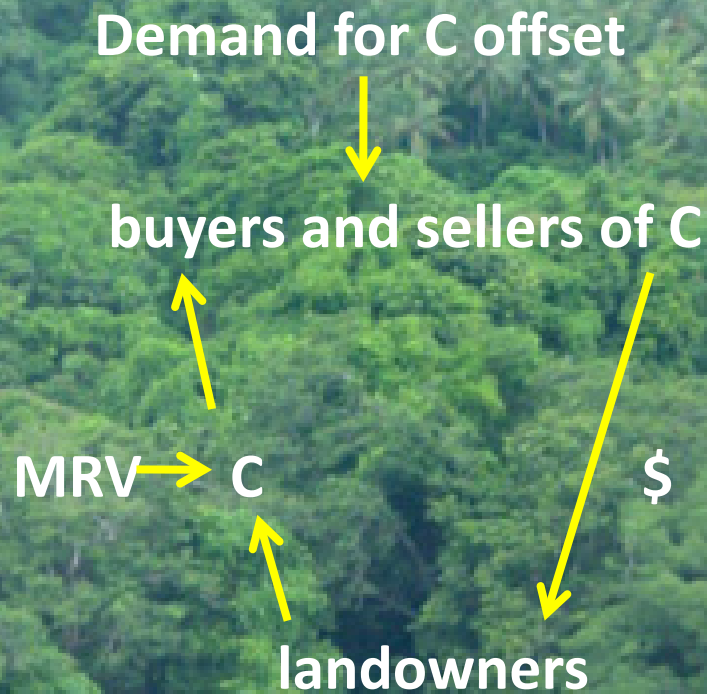 Demand for C offset
buyers and sellers of C
MRV C $
landowners